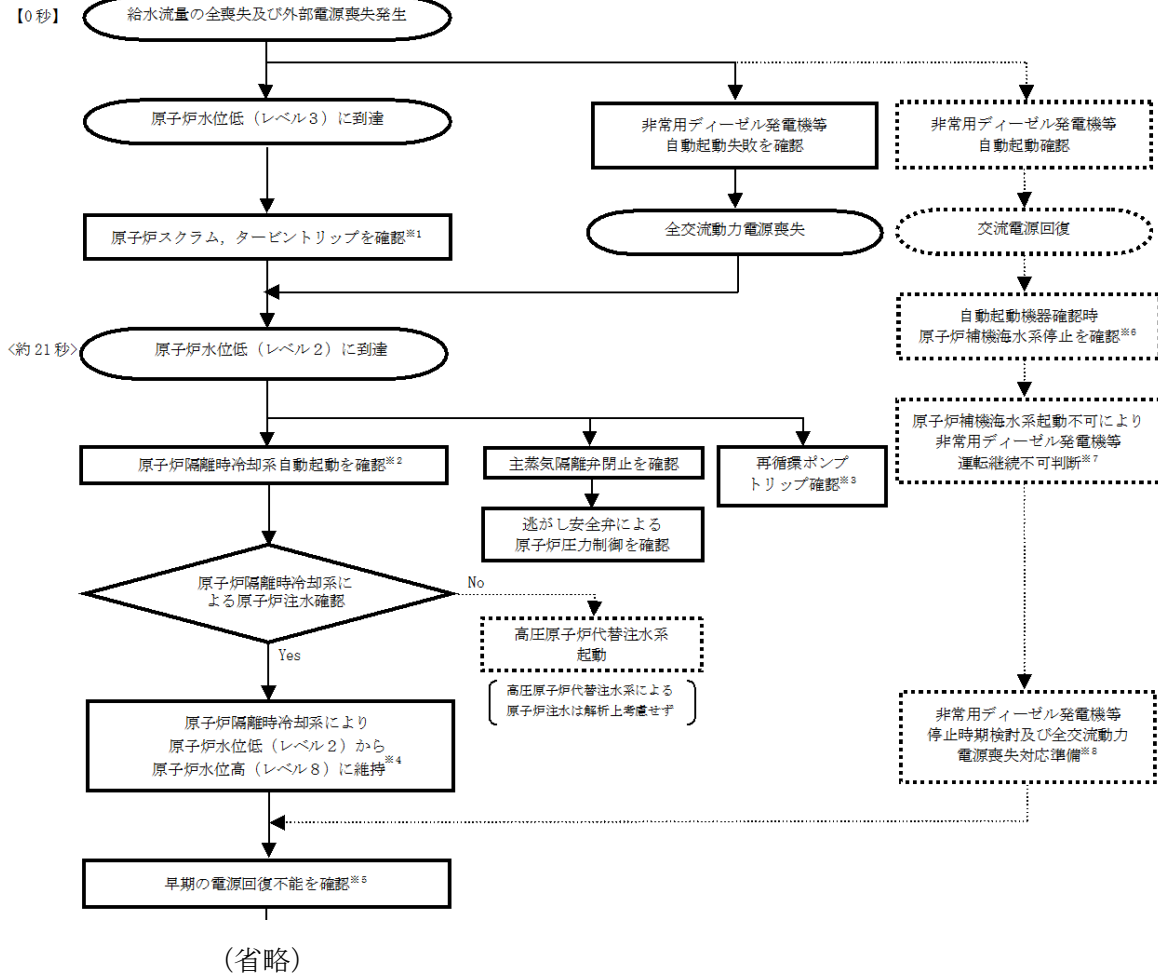 【0秒】
給水流量の全喪失及び外部電源喪失発生
原子炉水位低（レベル３）に到達
非常用ディーゼル発電機等
自動起動失敗を確認
非常用ディーゼル発電機等
自動起動確認
原子炉スクラム，タービントリップを確認※1
全交流動力電源喪失
交流電源回復
自動起動機器確認時
原子炉補機海水系停止を確認※6
<約21秒>
原子炉水位低（レベル２）に到達
原子炉補機海水系起動不可により
非常用ディーゼル発電機等
運転継続不可判断※7
原子炉隔離時冷却系自動起動を確認※2
主蒸気隔離弁閉止を確認
再循環ポンプ
トリップ確認※3
逃がし安全弁による
原子炉圧力制御を確認
原子炉隔離時冷却系に
よる原子炉注水確認
No
Yes
高圧原子炉代替注水系
起動
高圧原子炉代替注水系による
原子炉注水は解析上考慮せず
原子炉隔離時冷却系により
原子炉水位低（レベル２）から
原子炉水位高（レベル８）に維持※4
非常用ディーゼル発電機等
停止時期検討及び全交流動力
電源喪失対応準備※8
早期の電源回復不能を確認※5
(省略)